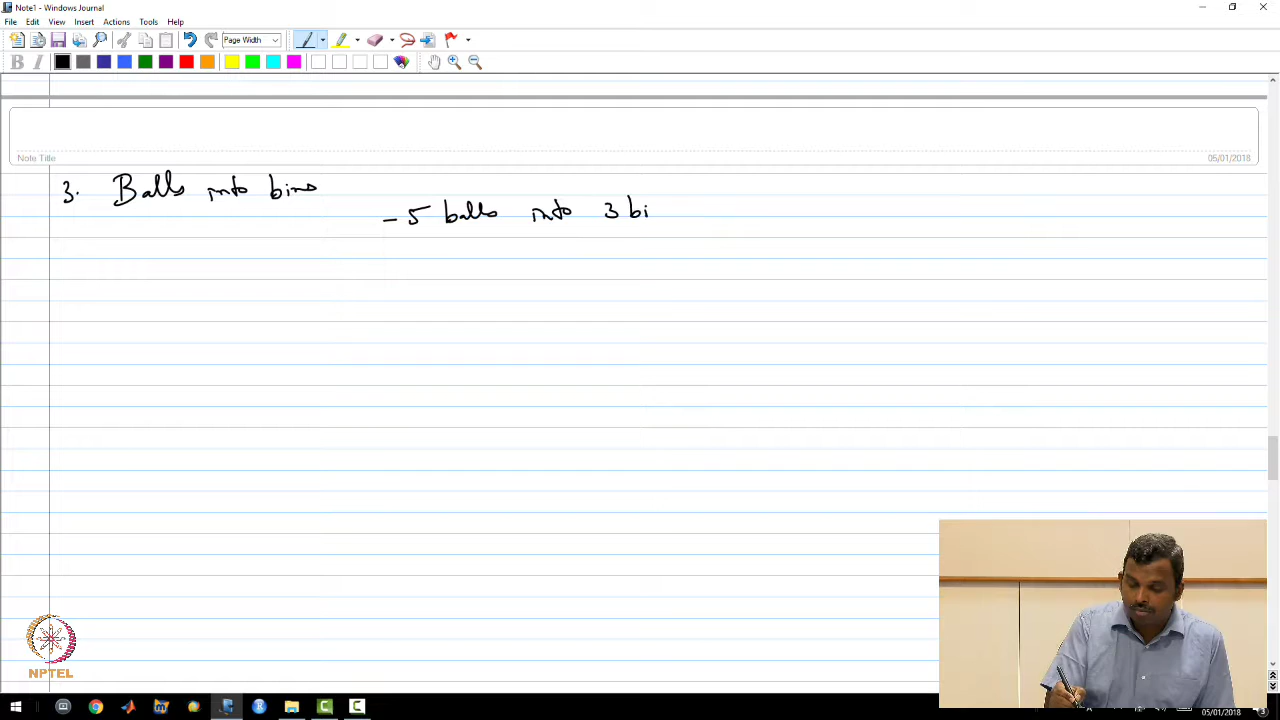 Note1 - Windows Journal
File Edit View Insert Actions Tools Help
Page Width
B I
Note Title
05/01/2018
3. Balls into bins
- 5 balls into 3 bi
NPTEL
05/01/2018